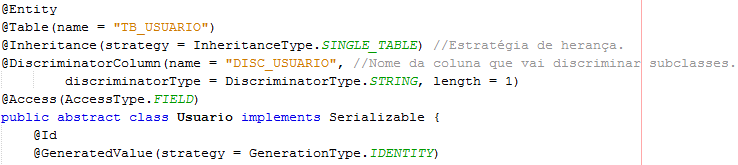 @Entity
@Table(name = "TB_USUARIO")
@Inheritance(strategy = InheritanceType.SINGLE_TABLE) //Estratégia de herança.
@DiscriminatorColumn(name = "DISC_USUARIO", //Nome da coluna que vai discriminar subclasses.
discriminatorType = DiscriminatorType.STRING, length = 1)
@Access(AccessType.FIELD)
public abstract class Usuario implements Serializable {
@Id
@GeneratedValue(strategy = GenerationType.IDENTITY)